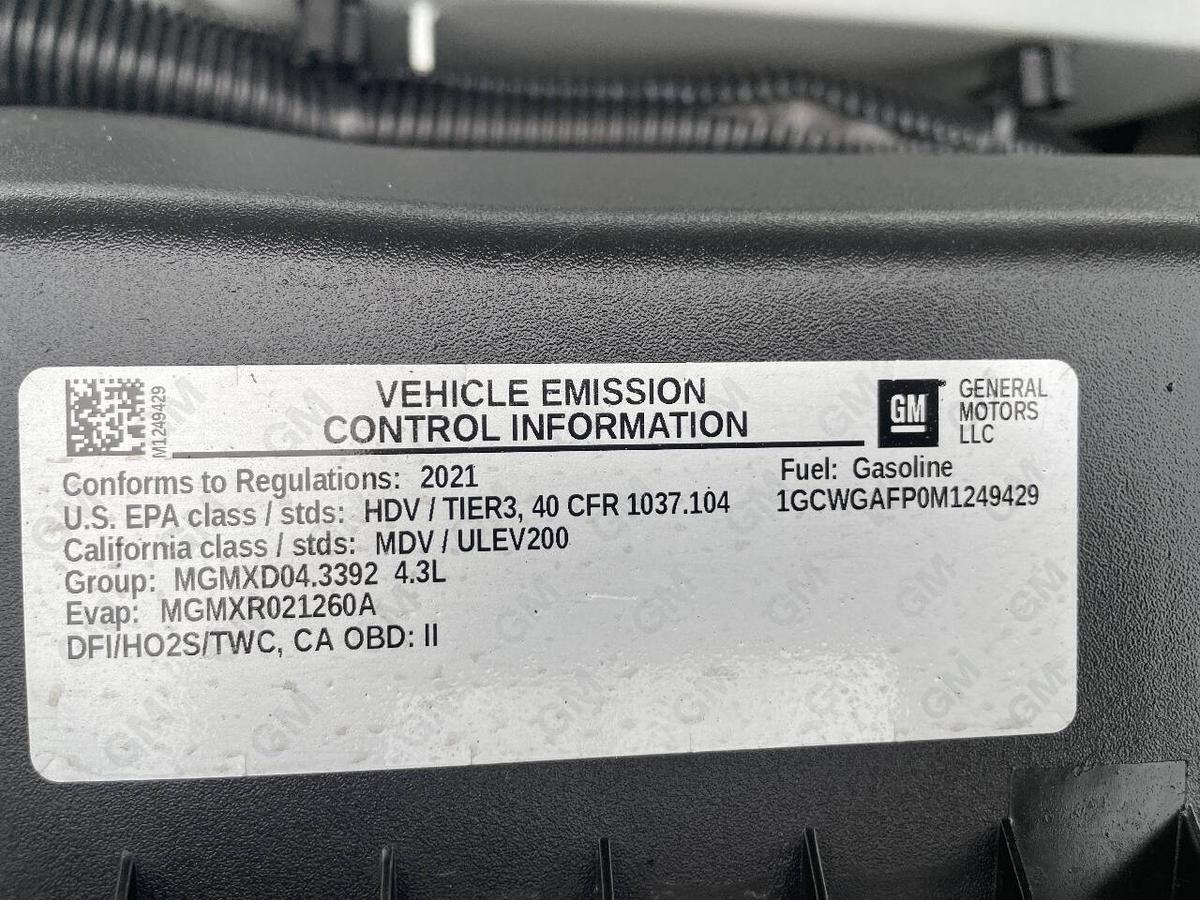 M1249429
VEHICLE EMISSION
CONTROL INFORMATION
GM
GENERAL
MOTORS
LLC
Conforms to Regulations: 2021
Fuel: Gasoline
U.S. EPA class / stds: HDV / TIER3, 40 CFR 1037.104
1GCWGAFP0M1249429
California class / stds: MDV / ULEV200
Group: MGMXD04.3392 4.3L
Evap: MGMXR021260A
DFI/HO2S/TWC, CA OBD: II